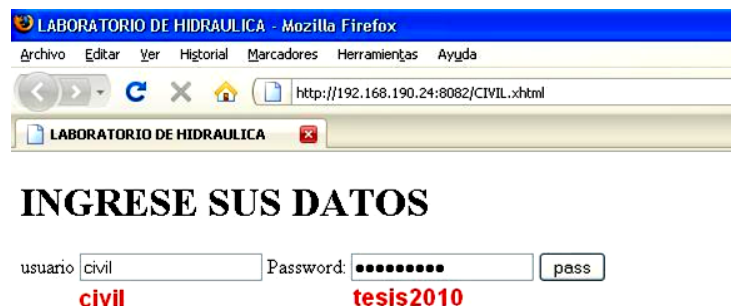 LABORATORIO DE HIDRAULICA - Mozilla Firefox
Archivo Editar Ver Historial Marcadores Herramientas Ayuda
http://192.168.190.24:8082/CIVIL.xhtml
LABORATORIO DE HIDRAULICA
INGRESE SUS DATOS
usuario civil Password: ●●●●●●●●● pass
civil tesis2010